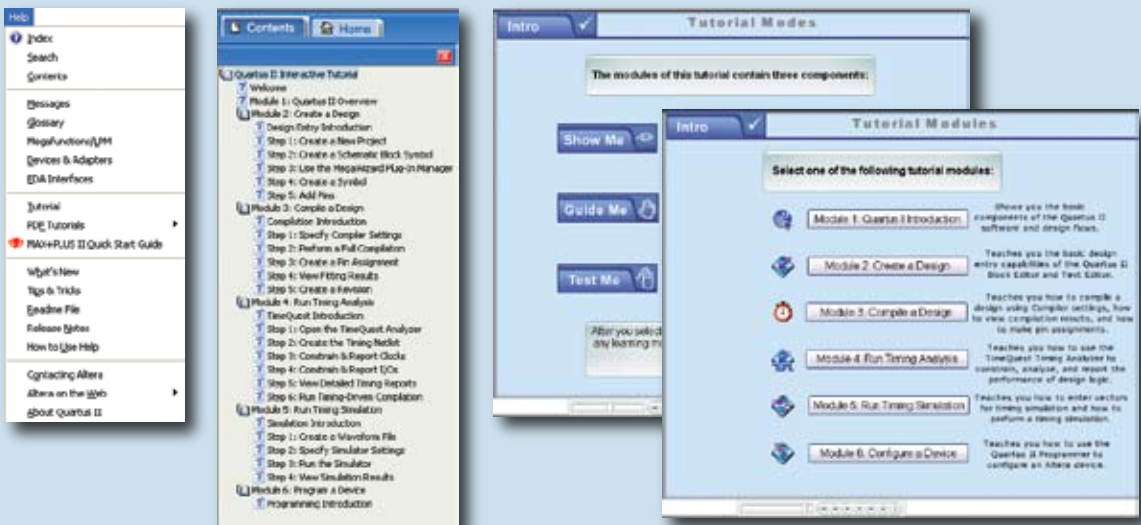 Help
Index
Search
Contents
Messages
Glossary
Megafunctions/LPM
Devices & Adapters
EDA Interfaces
Tutorial
PDF Tutorials
MAX+PLUS II Quick Start Guide
What's New
Tips & Tricks
Readme File
Release Notes
How to Use Help
Contacting Altera
Altera on the Web
About Quartus II
Contents
Home
Quartus II Interactive Tutorial
Welcome
Module 1: Quartus II Overview
Module 2: Create a Design
Design Entry Introduction
Step 1: Create a New Project
Step 2: Create a Schematic Block Symbol
Step 3: Use the MegaWizard Plug-In Manager
Step 4: Create a Symbol
Step 5: Add Pins
Module 3: Compile a Design
Compilation Introduction
Step 1: Specify Compiler Settings
Step 2: Perform a Full Compilation
Step 3: Create a Pin Assignment
Step 4: View Fitting Results
Step 5: Create a Revision
Module 4: Run Timing Analysis
TimeQuest Introduction
Step 1: Open the TimeQuest Analyzer
Step 2: Create the Timing Netlist
Step 3: Constrain & Report Clocks
Step 4: Constrain & Report I/Os
Step 5: View Detailed Timing Reports
Step 6: Run Timing-Driven Compilation
Module 5: Run Timing Simulation
Simulation Introduction
Step 1: Create a Waveform File
Step 2: Specify Simulator Settings
Step 3: Run the Simulator
Step 4: View Simulation Results
Module 6: Program a Device
Programming Introduction
Intro
Tutorial Modes
The modules of this tutorial contain three components:
Show Me
Guide Me
Test Me
After you select
any learning
Intro
Tutorial Modules
Select one of the following tutorial modules:
Module 1. Quartus II Introduction
Shows you the basic
components of the Quartus II
software and design flows.
Module 2. Create a Design
Teaches you the basic design
entry capabilities of the Quartus II
Block Editor and Text Editor.
Module 3. Compile a Design
Teaches you how to compile a
design using Compiler settings, how
to view compilation results, and how
to make pin assignments.
Module 4. Run Timing Analysis
Teaches you how to use the
TimeQuest Timing Analyzer to
constrain, analyze, and report the
performance of design logic.
Module 5. Run Timing Simulation
Teaches you how to enter vectors
for timing simulation and how to
perform a timing simulation.
Module 6. Configure a Device
Teaches you how to use the
Quartus II Programmer to
configure an Altera device.